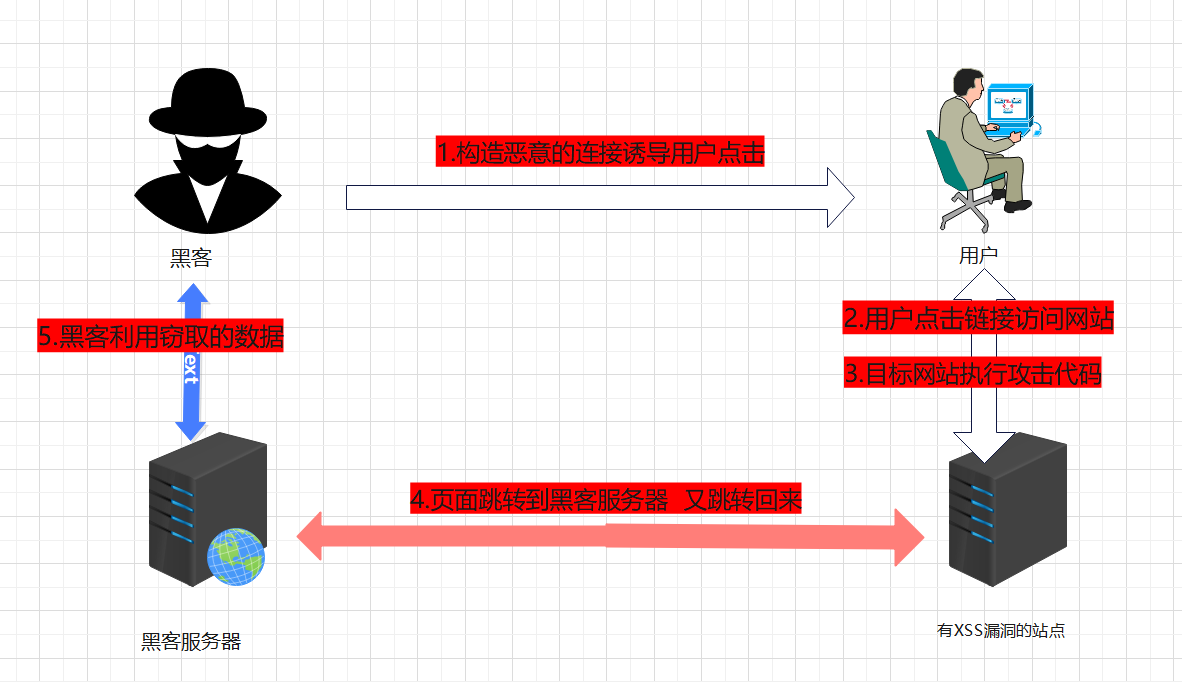 1.构造恶意的连接诱导用户点击
黑客
用户
2.用户点击链接访问网站
5.黑客利用窃取的数据
ext
3.目标网站执行攻击代码
4.页面跳转到黑客服务器 又跳转回来
黑客服务器
有XSS漏洞的站点